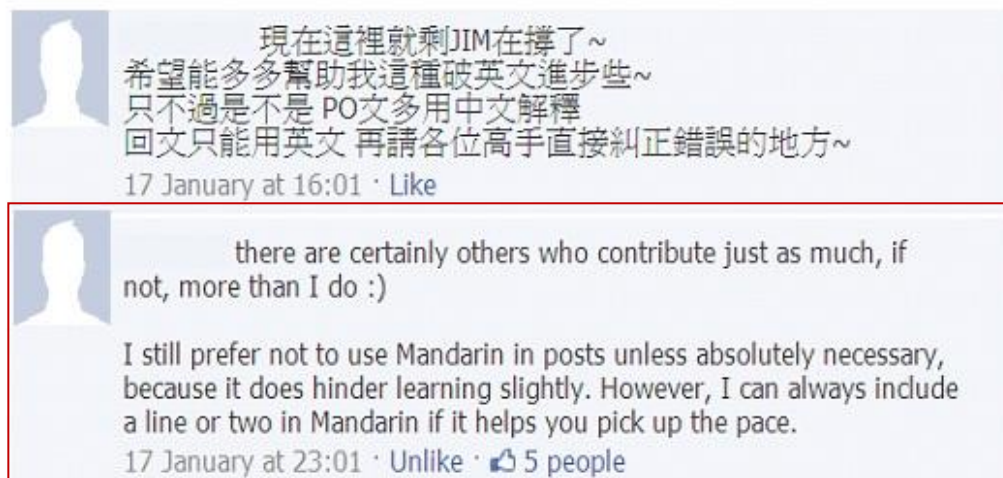 現在這裡就剩JIM在撐了~
希望能多多幫助我這種破英文進步些~
只不過是不是 PO文多用中文解釋
回文只能用英文 再請各位高手直接糾正錯誤的地方~
17 January at 16:01 · Like
there are certainly others who contribute just as much, if
not, more than I do :)
I still prefer not to use Mandarin in posts unless absolutely necessary,
because it does hinder learning slightly. However, I can always include
a line or two in Mandarin if it helps you pick up the pace.
17 January at 23:01 · Unlike · 5 people